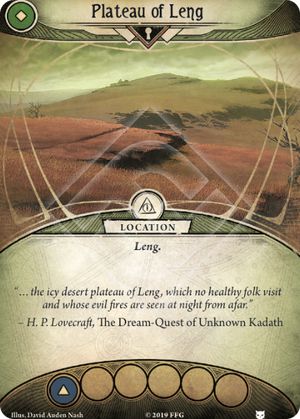 Plateau of Leng
LOCATION
Leng.
“…the icy desert plateau of Leng, which no healthy folk visit
and whose evil fires are seen at night from afar.”
– H. P. Lovecraft, The Dream-Quest of Unknown Kadath
Illus. David Auden Nash
© 2019 FFG